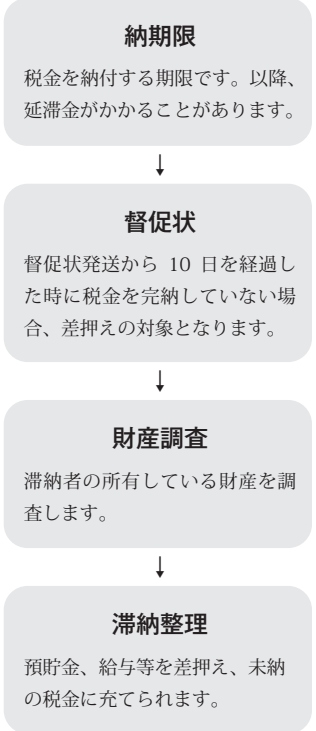 納期限
税金を納付する期限です。以降、
延滞金がかかることがあります。
↓
督促状
督促状発送から 10 日を経過し
た時に税金を完納していない場
合、差押えの対象となります。
↓
財産調査
滞納者の所有している財産を調
査します。
↓
滞納整理
預貯金、給与等を差押え、未納
の税金に充てられます。